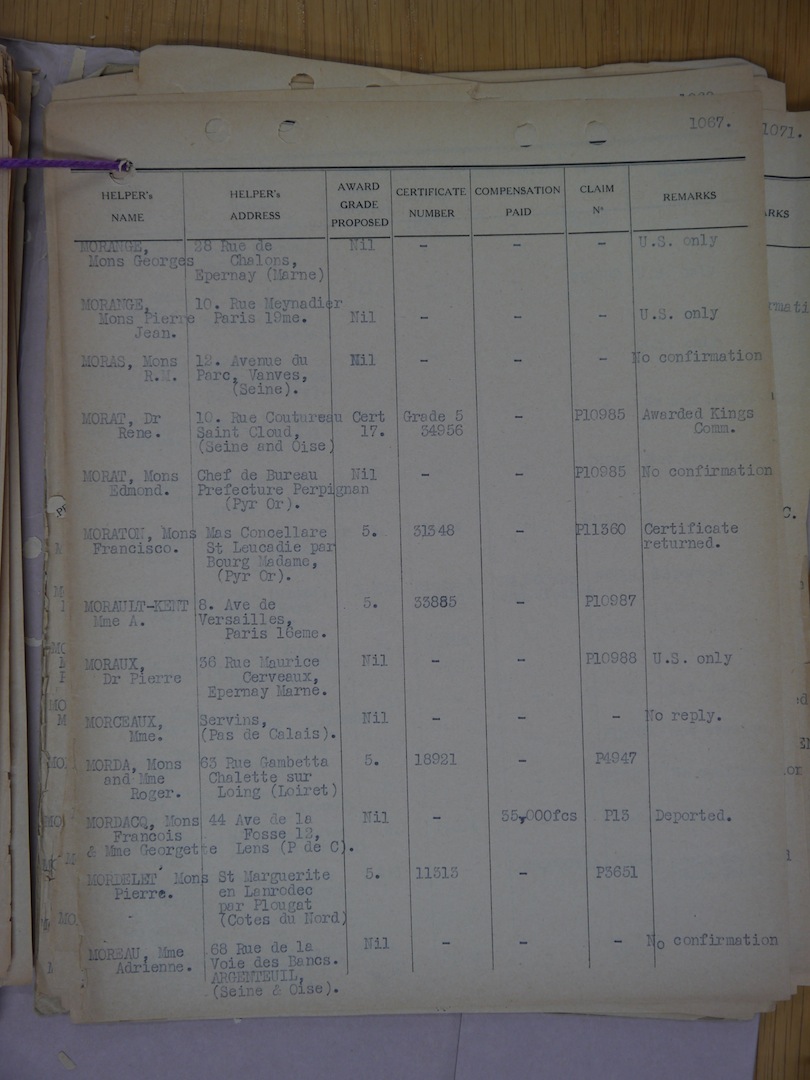 1067.
1071.
HELPER's NAME | HELPER's ADDRESS | AWARD GRADE PROPOSED | CERTIFICATE NUMBER | COMPENSATION PAID | CLAIM No | REMARKS
MORANGE, | 28 Rue de | Nil | - | - | - | U.S. only
Mons Georges | Chalons,
Epernay (Marne)
MORANGE, | 10. Rue Meynadier
Mons Pierre | Paris 19me. | Nil | - | - | - | U.S. only
Jean.
MORAS, Mons | 12. Avenue du | Nil | - | - | - | No confirmation
R.M. | Parc, Vanves,
(Seine).
MORAT, Dr | 10. Rue Coutureau | Cert | Grade 5 | - | P10985 | Awarded Kings
Rene. | Saint Cloud, | 17. | 34956 | Comm.
(Seine and Oise)
MORAT, Mons | Chef de Bureau | Nil | - | - | P10985 | No confirmation
Edmond. | Prefecture Perpignan
(Pyr Or).
MORATON, Mons | Mas Concellare | 5. | 31348 | - | P11360 | Certificate
Francisco. | St Leucadie par | returned.
Bourg Madame,
(Pyr Or).
MORAULT-KENT | 8. Ave de | 5. | 33885 | - | P10987
Mme A. | Versailles,
Paris 16eme.
MORAUX, | 36 Rue Maurice | Nil | - | - | P10988 | U.S. only
Dr Pierre | Cerveaux,
Epernay Marne.
MORCEAUX, | Servins, | Nil | - | - | - | No reply.
Mme. | (Pas de Calais).
MORDA, Mons | 63 Rue Gambetta | 5. | 18921 | - | P4947
and Mme | Chalette sur
Roger. | Loing (Loiret)
MORDACQ, Mons | 44 Ave de la | Nil | - | 55,000fcs | P13 | Deported.
Francois | Fosse 12,
& Mme Georgette | Lens (P de C).
MORDELET Mons | St Marguerite | 5. | 11313 | - | P3651
Pierre. | en Lanrodec
par Plougat
(Cotes du Nord)
MOREAU, Mme | 68 Rue de la | Nil | - | - | - | No confirmation
Adrienne. | Voie des Bancs.
ARGENTEUIL,
(Seine & Oise).